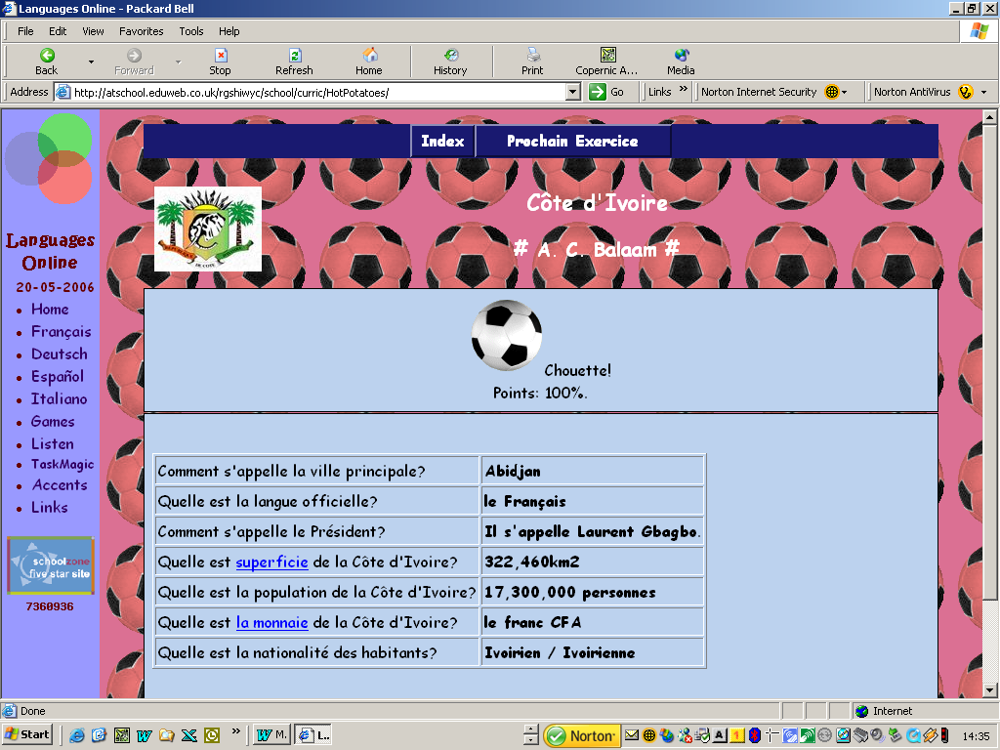 Languages Online - Packard Bell
File Edit View Favorites Tools Help
Back Forward Stop Refresh Home History Print Copernic A... Media
Address http://atschool.eduweb.co.uk/rgshiwyc/school/curric/HotPotatoes/ Go Links » Norton Internet Security Norton AntiVirus
Index Prochain Exercice
Côte d'Ivoire
# A. C. Balaam #
Languages
Online
20-05-2006
Home
Français
Deutsch
Español
Italiano
Games
Listen
TaskMagic
Accents
Links
schoolzone
five star site
7360936
Chouette!
Points: 100%.
Comment s'appelle la ville principale? Abidjan
Quelle est la langue officielle? le Français
Comment s'appelle le Président? Il s'appelle Laurent Gbagbo.
Quelle est superficie de la Côte d'Ivoire? 322,460km2
Quelle est la population de la Côte d'Ivoire? 17,300,000 personnes
Quelle est la monnaie de la Côte d'Ivoire? le franc CFA
Quelle est la nationalité des habitants? Ivoirien / Ivoirienne
Done Internet
Start » M. L.. Norting 14:35